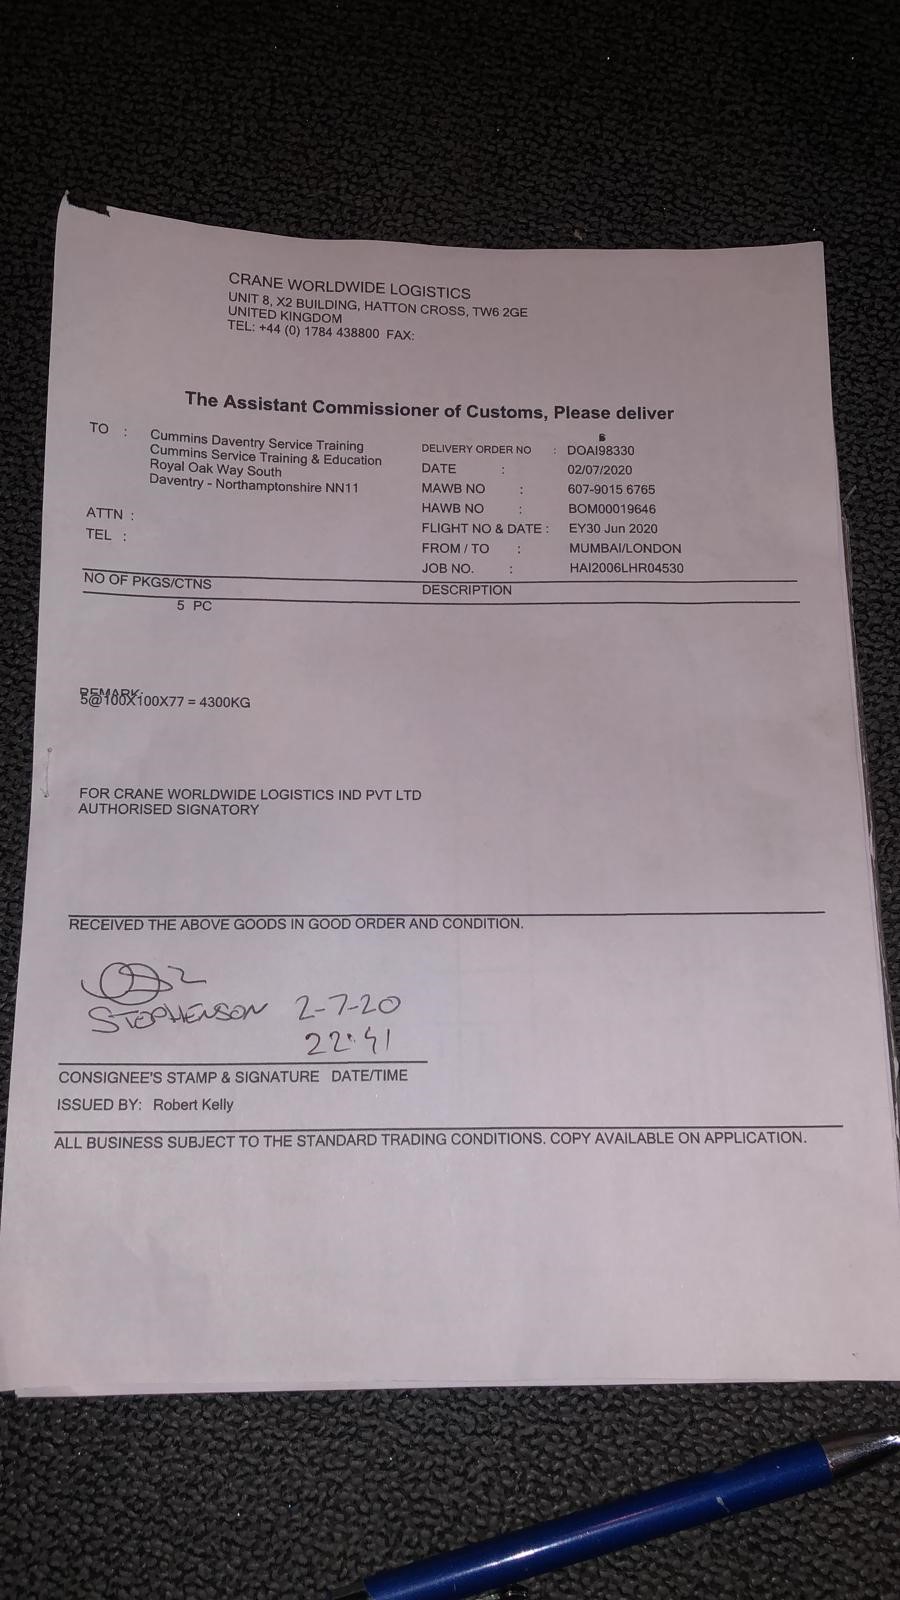 CRANE WORLDWIDE LOGISTICS
UNIT 8, X2 BUILDING, HATTON CROSS, TW6 2GE
UNITED KINGDOM
TEL: +44 (0) 1784 438800 FAX:
The Assistant Commissioner of Customs, Please deliver
TO : Cummins Daventry Service Training
Cummins Service Training & Education
Royal Oak Way South
Daventry - Northamptonshire NN11
ATTN :
TEL :
DELIVERY ORDER NO : DOAI98330
DATE : 02/07/2020
MAWB NO : 607-9015 6765
HAWB NO : BOM00019646
FLIGHT NO & DATE : EY30 Jun 2020
FROM / TO : MUMBAI/LONDON
JOB NO. : HAI2006LHR04530
NO OF PKGS/CTNS DESCRIPTION
5 PC
REMARK:
5@100X100X77 = 4300KG
FOR CRANE WORLDWIDE LOGISTICS IND PVT LTD
AUTHORISED SIGNATORY
RECEIVED THE ABOVE GOODS IN GOOD ORDER AND CONDITION.
STEPHENSON 2-7-20
22:41
CONSIGNEE'S STAMP & SIGNATURE DATE/TIME
ISSUED BY: Robert Kelly
ALL BUSINESS SUBJECT TO THE STANDARD TRADING CONDITIONS. COPY AVAILABLE ON APPLICATION.